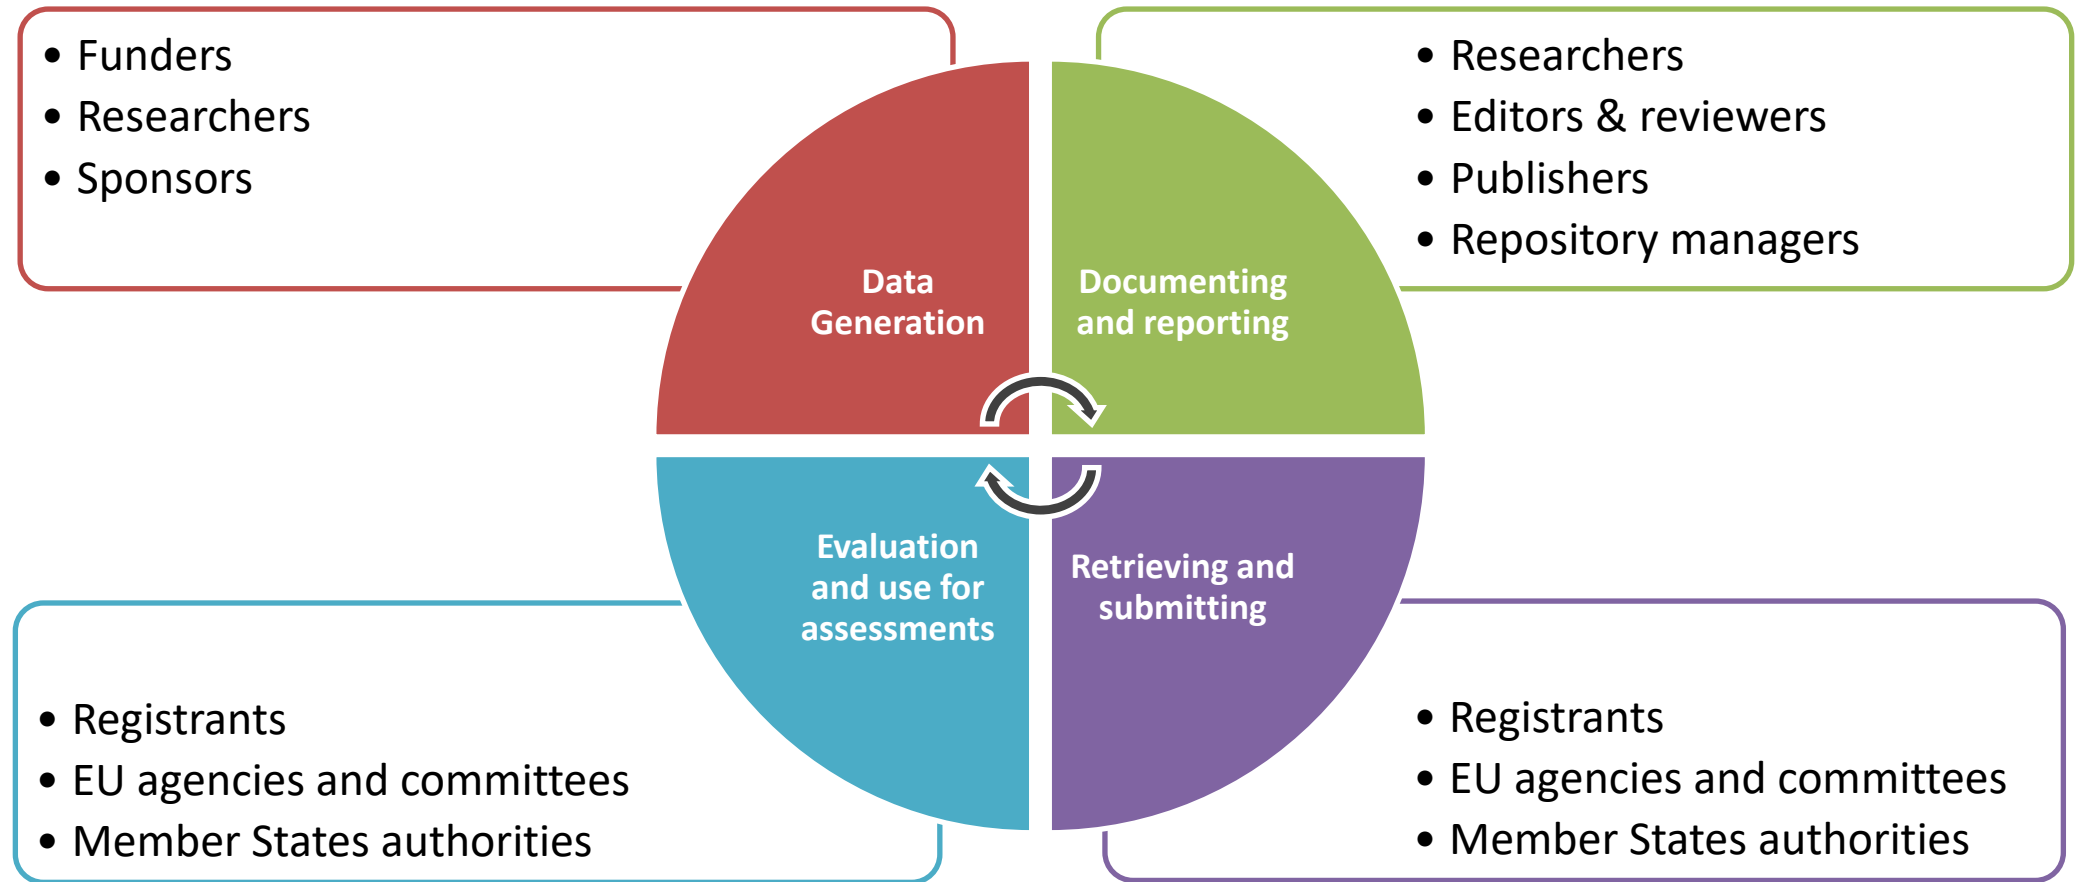 • Funders
• Researchers
• Sponsors
• Researchers
• Editors & reviewers
• Publishers
• Repository managers
Data
Generation
Documenting
and reporting
Evaluation
and use for
assessments
Retrieving and
submitting
• Registrants
• EU agencies and committees
• Member States authorities
• Registrants
• EU agencies and committees
• Member States authorities